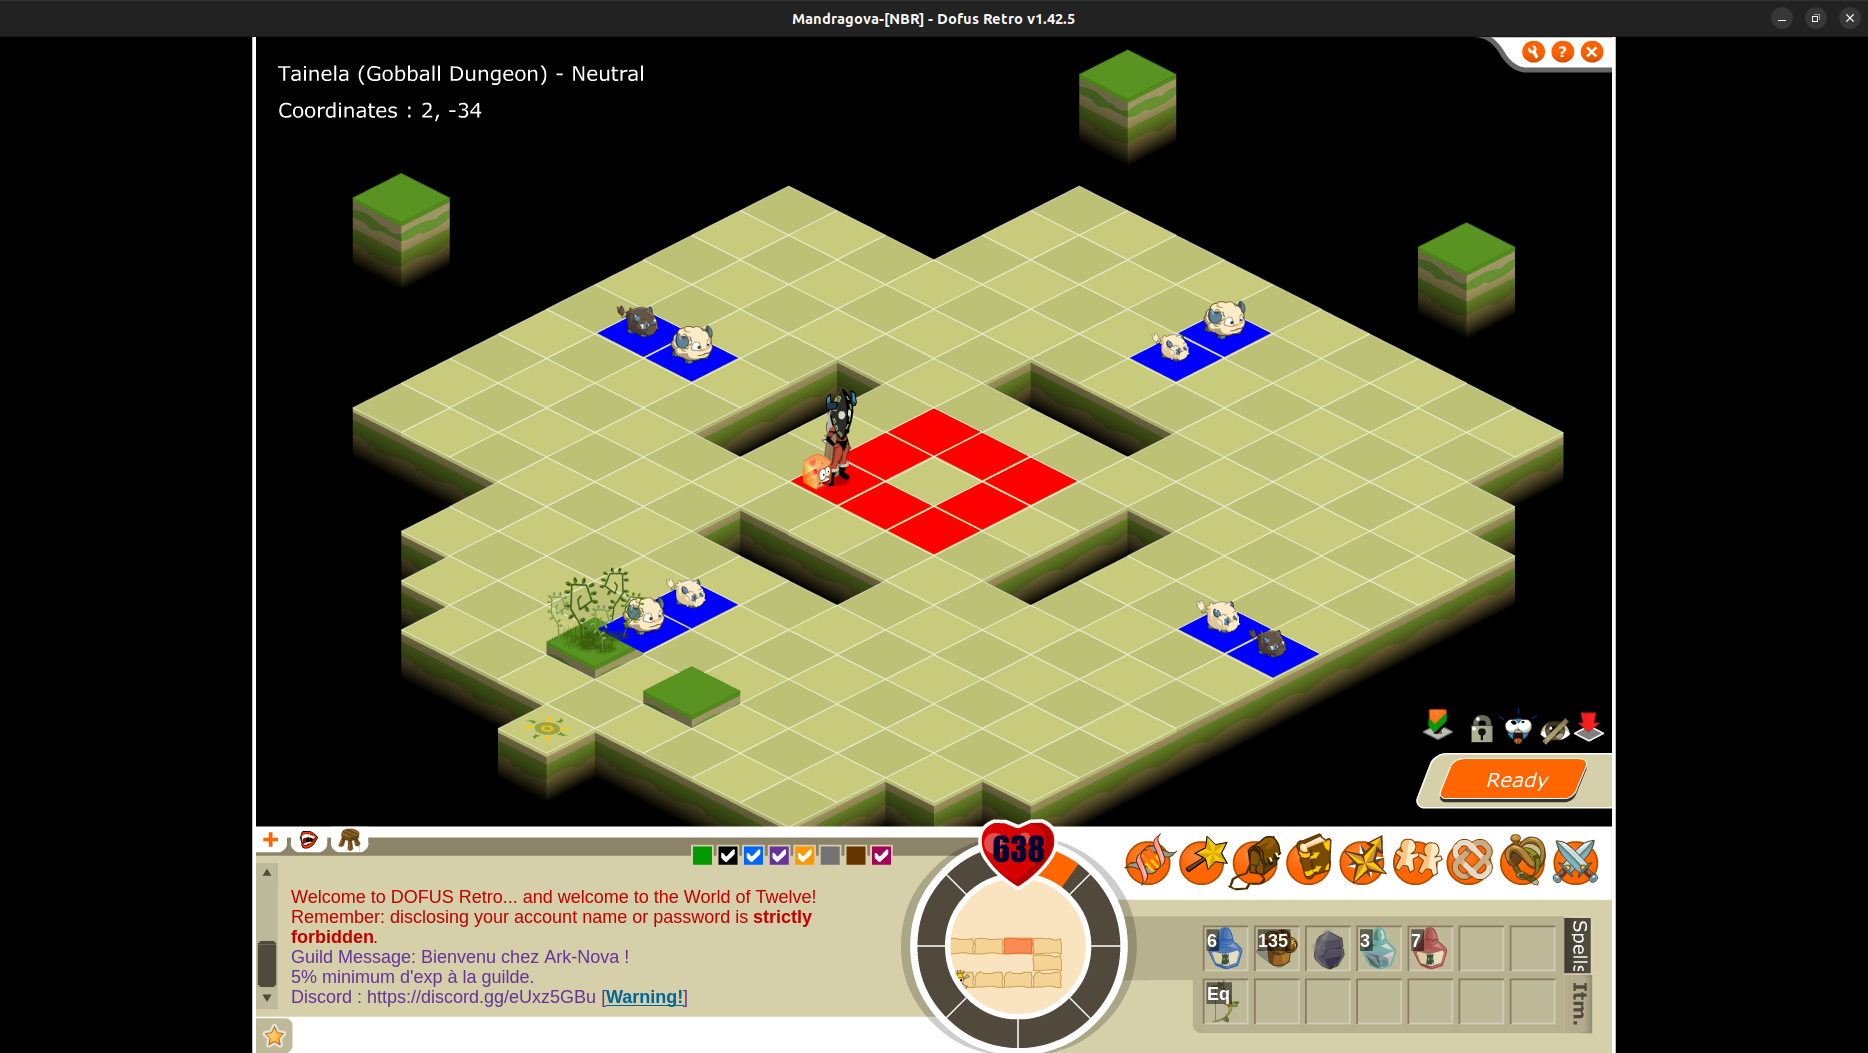 Mandragova-[NBR] - Dofus Retro v1.42.5
Tainela (Gobball Dungeon) - Neutral
Coordinates : 2, -34
?
Ready
638
Welcome to DOFUS Retro... and welcome to the World of Twelve!
Remember: disclosing your account name or password is strictly
forbidden.
Guild Message: Bienvenu chez Ark-Nova !
5% minimum d'exp à la guilde.
Discord : https://discord.gg/eUxz5GBu [Warning!]
6
135
3
7
Spells
Eq
Itm.